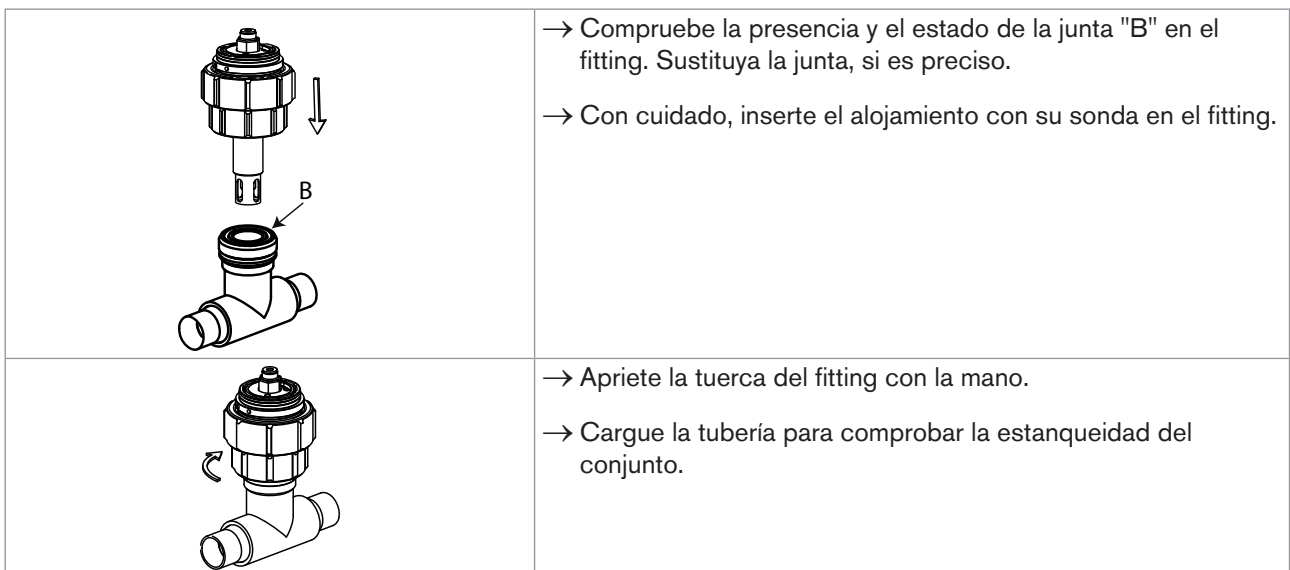 → Compruebe la presencia y el estado de la junta "B" en el
fitting. Sustituya la junta, si es preciso.
→ Con cuidado, inserte el alojamiento con su sonda en el fitting.
B
→ Apriete la tuerca del fitting con la mano.
→ Cargue la tubería para comprobar la estanqueidad del
conjunto.